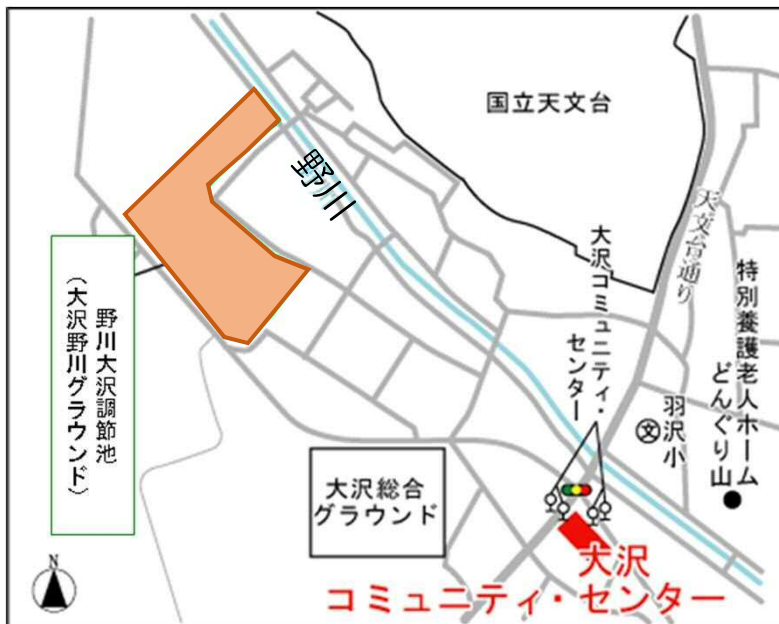 国立天文台
野川
天文台通り
大沢コミュニティ・
センター
特別養護老人ホーム
どんぐり山
羽沢小
文
野川大沢調節池
(大沢野川グラウンド)
大沢総合
グラウンド
大沢
コミュニティ・センター
N